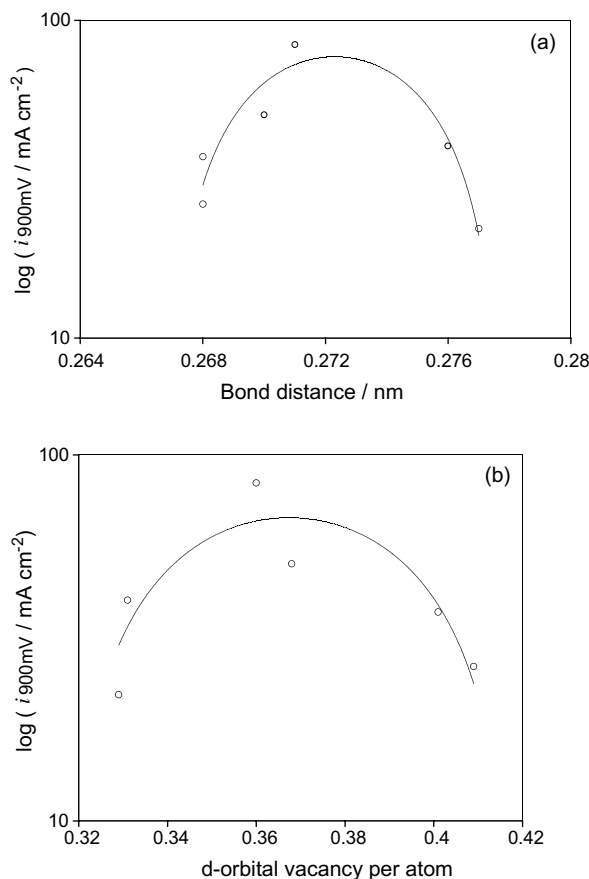 100
(a)
log ( i 900mV / mA cm-2)
10
0.264 0.268 0.272 0.276 0.28
Bond distance / nm
100
(b)
log ( i 900mV / mA cm-2)
10
0.32 0.34 0.36 0.38 0.4 0.42
d-orbital vacancy per atom